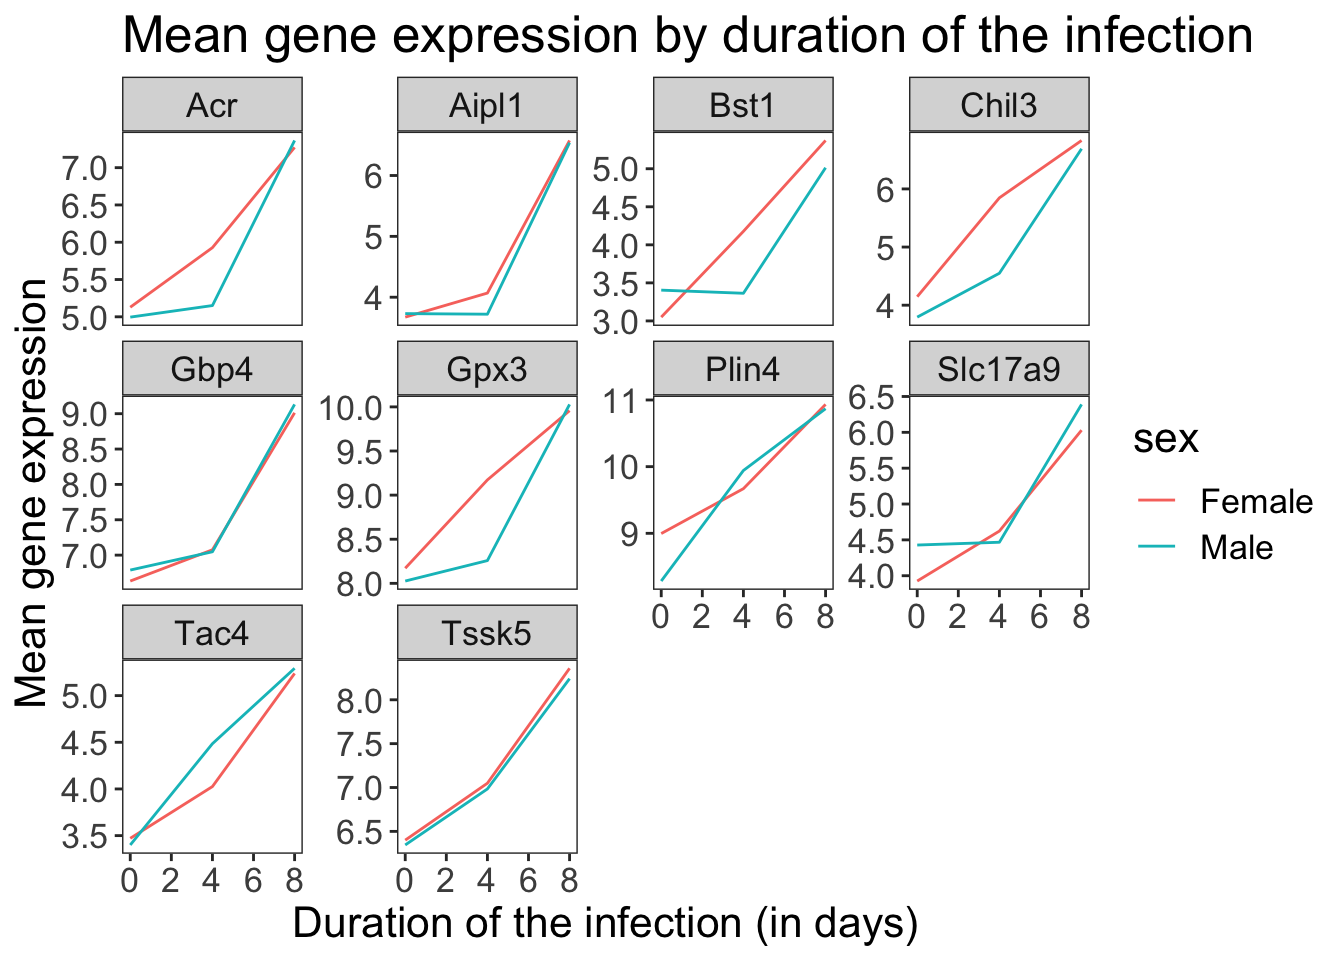 Mean gene expression by duration of the infection
Acr Aipl1 Bst1 Chil3
7.0 6.5 6.0 5.5 5.0
6 5 4
5.0 4.5 4.0 3.5 3.0
6 5 4
Gbp4 Gpx3 Plin4 Slc17a9
9.0 8.5 8.0 7.5 7.0
10.0 9.5 9.0 8.5 8.0
11 10 9
6.5 6.0 5.5 5.0 4.5 4.0
0 2 4 6 8
0 2 4 6 8
Tac4 Tssk5
5.0 4.5 4.0 3.5
8.0 7.5 7.0 6.5
0 2 4 6 8
0 2 4 6 8
Mean gene expression
Duration of the infection (in days)
sex
Female
Male